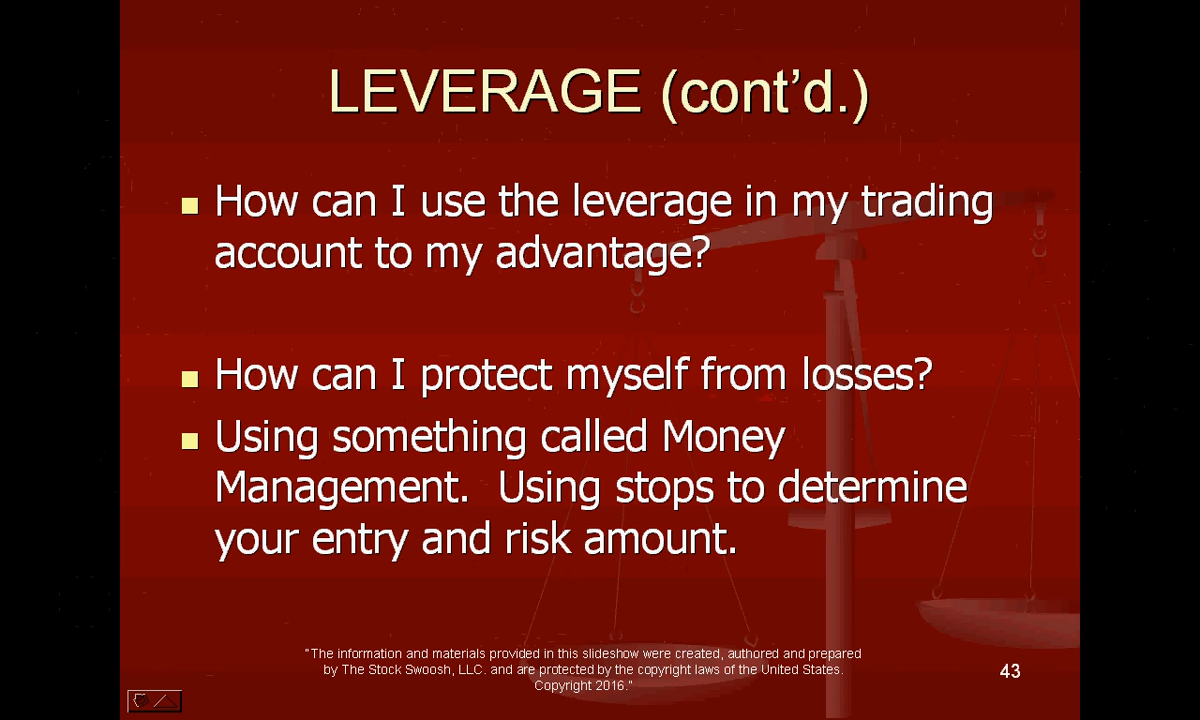 LEVERAGE (cont’d.)
How can I use the leverage in my trading
account to my advantage?
How can I protect myself from losses?
Using something called Money
Management.  Using stops to determine
your entry and risk amount.
"The information and materials provided in this slideshow were created, authored and prepared
by The Stock Swoosh, LLC. and are protected by the copyright laws of the United States.
Copyright 2016."
43